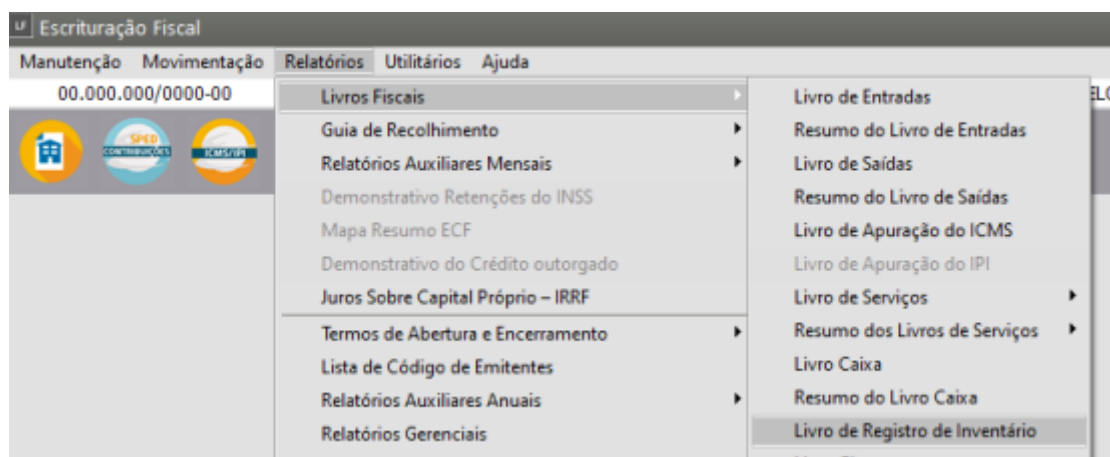 LF Escrituração Fiscal
Manutenção Movimentação Relatórios Utilitários Ajuda
00.000.000/0000-00
SPED
CONTRIBUIÇÕES
ICMS/IPI
Livros Fiscais
Guia de Recolhimento
Relatórios Auxiliares Mensais
Demonstrativo Retenções do INSS
Mapa Resumo ECF
Demonstrativo do Crédito outorgado
Juros Sobre Capital Próprio – IRRF
Termos de Abertura e Encerramento
Lista de Código de Emitentes
Relatórios Auxiliares Anuais
Relatórios Gerenciais
Livro de Entradas
Resumo do Livro de Entradas
Livro de Saídas
Resumo do Livro de Saídas
Livro de Apuração do ICMS
Livro de Apuração do IPI
Livro de Serviços
Resumo dos Livros de Serviços
Livro Caixa
Resumo do Livro Caixa
Livro de Registro de Inventário